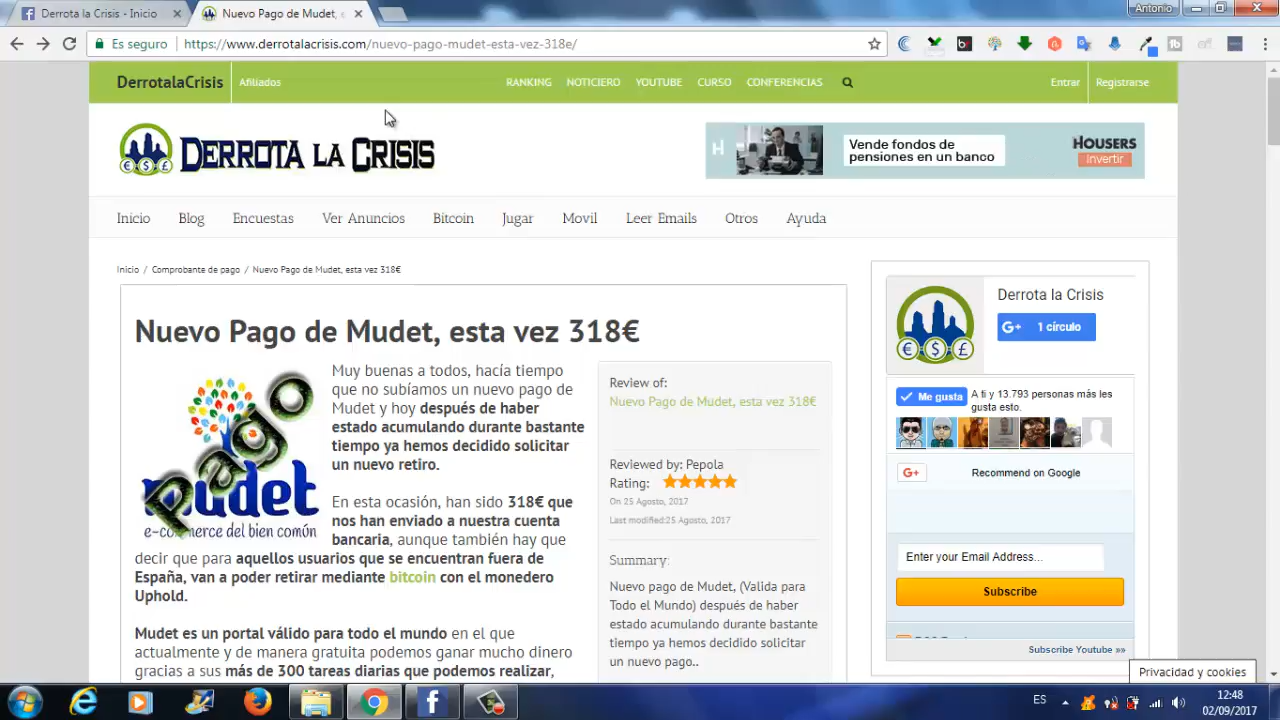 Derrota la Crisis - Inicio
Nuevo Pago de Mudet, e
Antonio
Es seguro
https://www.derrotalacrisis.com/nuevo-pago-mudet-esta-vez-318e/
DerrotalaCrisis
Afiliados
RANKING
NOTICIERO
YOUTUBE
CURSO
CONFERENCIAS
Entrar
Registrarse
DERROTA LA CRISIS
Vende fondos de
pensiones en un banco
HOUSERS
Invertir
Inicio
Blog
Encuestas
Ver Anuncios
Bitcoin
Jugar
Movil
Leer Emails
Otros
Ayuda
Inicio / Comprobante de pago / Nuevo Pago de Mudet, esta vez 318€
Nuevo Pago de Mudet, esta vez 318€
Pago
mudet
e-commerce del bien común
Muy buenas a todos, hacía tiempo
que no subíamos un nuevo pago de
Mudet y hoy después de haber
estado acumulando durante bastante
tiempo ya hemos decidido solicitar
un nuevo retiro.
En esta ocasión, han sido 318€ que
nos han enviado a nuestra cuenta
bancaria, aunque también hay que
decir que para aquellos usuarios que se encuentran fuera de
España, van a poder retirar mediante bitcoin con el monedero
Uphold.
Mudet es un portal válido para todo el mundo en el que
actualmente y de manera gratuita podemos ganar mucho dinero
gracias a sus más de 300 tareas diarias que podemos realizar,
Review of:
Nuevo Pago de Mudet, esta vez 318€
Reviewed by: Pepola
Rating:
On 25 Agosto, 2017
Last modified:25 Agosto, 2017
Summary:
Nuevo pago de Mudet, (Valida para
Todo el Mundo) después de haber
estado acumulando durante bastante
tiempo ya hemos decidido solicitar
un nuevo pago..
Derrota la Crisis
G+ 1 círculo
Me gusta
A ti y 13.793 personas más les
gusta esto.
G+
Recommend on Google
Enter your Email Address...
Subscribe
Subscribe Youtube »»
Privacidad y cookies
ES
12:48
02/09/2017